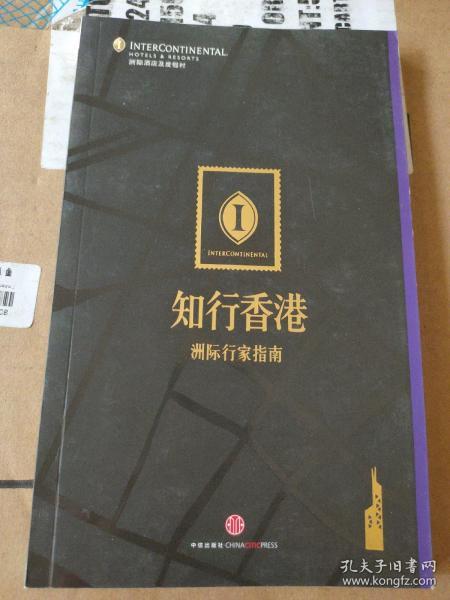 INTERCONTINENTAL
HOTELS & RESORTS
洲际酒店及度假村
I
INTERCONTINENTAL
知行香港
洲际行家指南
中信出版社·CHINACITICPRESS
孔夫子旧书网
www.kongfz.com